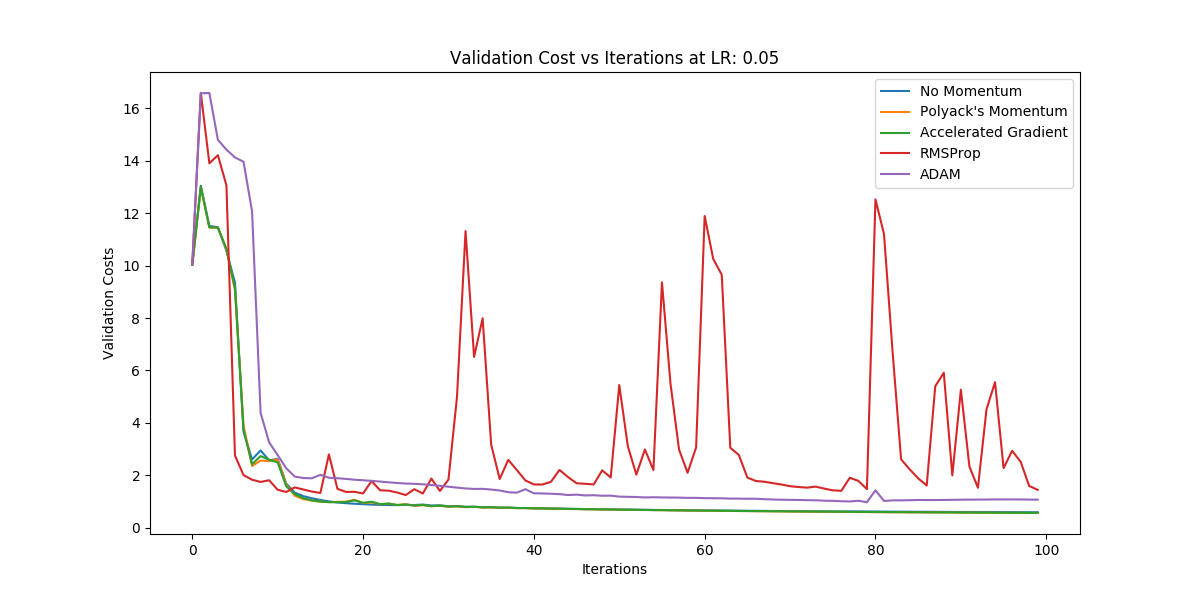 Validation Cost vs Iterations at LR: 0.05
No Momentum
Polyack's Momentum
Accelerated Gradient
RMSProp
ADAM
Validation Costs
16
14
12
10
8
6
4
2
0
0 20 40 60 80 100
Iterations